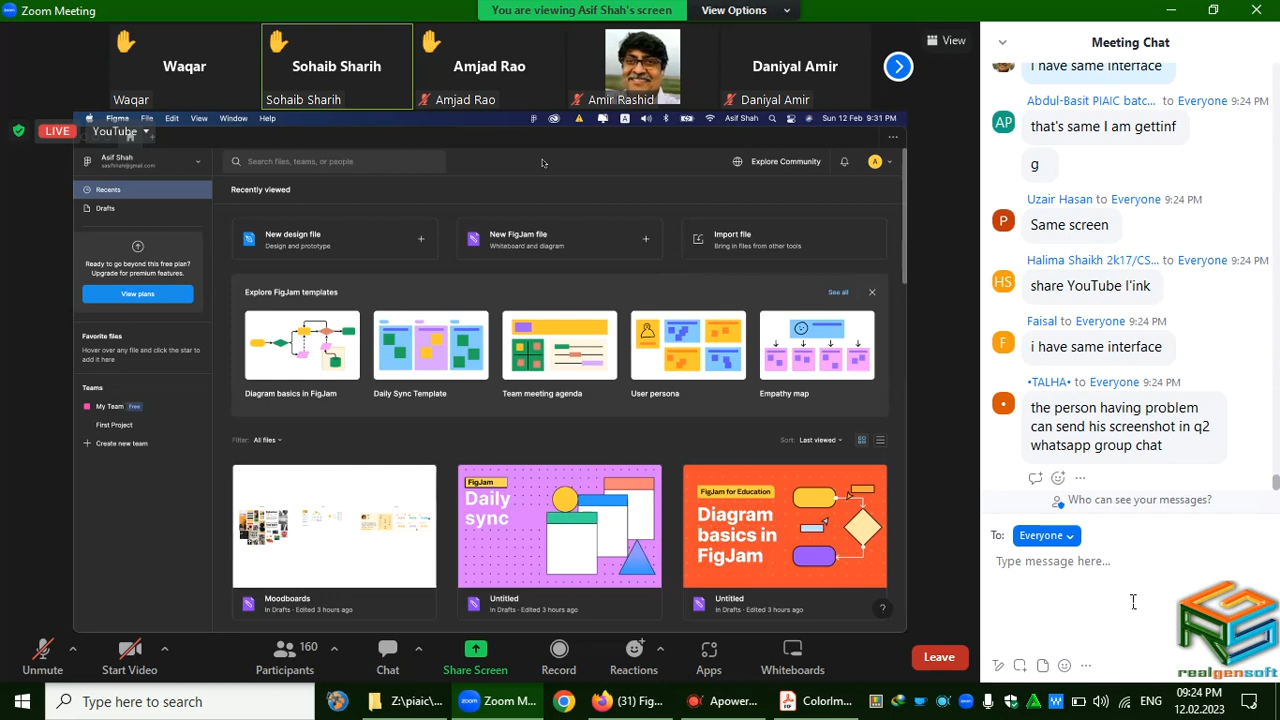 Zoom Meeting
You are viewing Asif Shah's screen
View Options
Waqar
Sohaib Sharih
Amjad Rao
Daniyal Amir
View
Waqar
Sohaib Sharih
Amjad Rao
Amir Rashid
Daniyal Amir
LIVE
YouTube
Figma File Edit View Window Help
Asif Shah
Sun 12 Feb 9:31 PM
Asif Shah
Search files, teams, or people
Explore Community
A
Recents
Drafts
Ready to go beyond this free plan?
Upgrade for premium features.
View plans
Favorite files
Hover over any file and click the star to
add it here
Teams
My Team Free
First Project
Create new team
Recently viewed
New design file
Design and prototype
New FigJam file
Whiteboard and diagram
Import file
Bring in files from other tools
Explore FigJam templates
See all
Diagram basics in FigJam
Daily Sync Template
Team meeting agenda
User persona
Empathy map
Filter: All files
Sort: Last viewed
FigJam
Daily
sync
FigJam for Education
Diagram
basics in
FigJam
Moodboards
In Drafts · Edited 3 hours ago
Untitled
In Drafts · Edited 3 hours ago
Untitled
In Drafts · Edited 3 hours ago
?
Meeting Chat
I have same interface
Abdul-Basit PIAIC batc... to Everyone 9:24 PM
AP
that's same I am gettinf
g
Uzair Hasan to Everyone 9:24 PM
P
Same screen
Halima Shaikh 2k17/CS... to Everyone 9:24 PM
HS
share YouTube l'ink
Faisal to Everyone 9:24 PM
F
i have same interface
•TALHA• to Everyone 9:24 PM
the person having problem
can send his screenshot in q2
whatsapp group chat
Who can see your messages?
To: Everyone
Type message here...
realgensoft
Unmute
Start Video
160
Participants
Chat
Share Screen
Record
Reactions
Apps
Whiteboards
Leave
Type here to search
Z:\piaic\...
Zoom M...
(31) Fig...
Apower...
ColorIm...
ENG
09:24 PM
12.02.2023